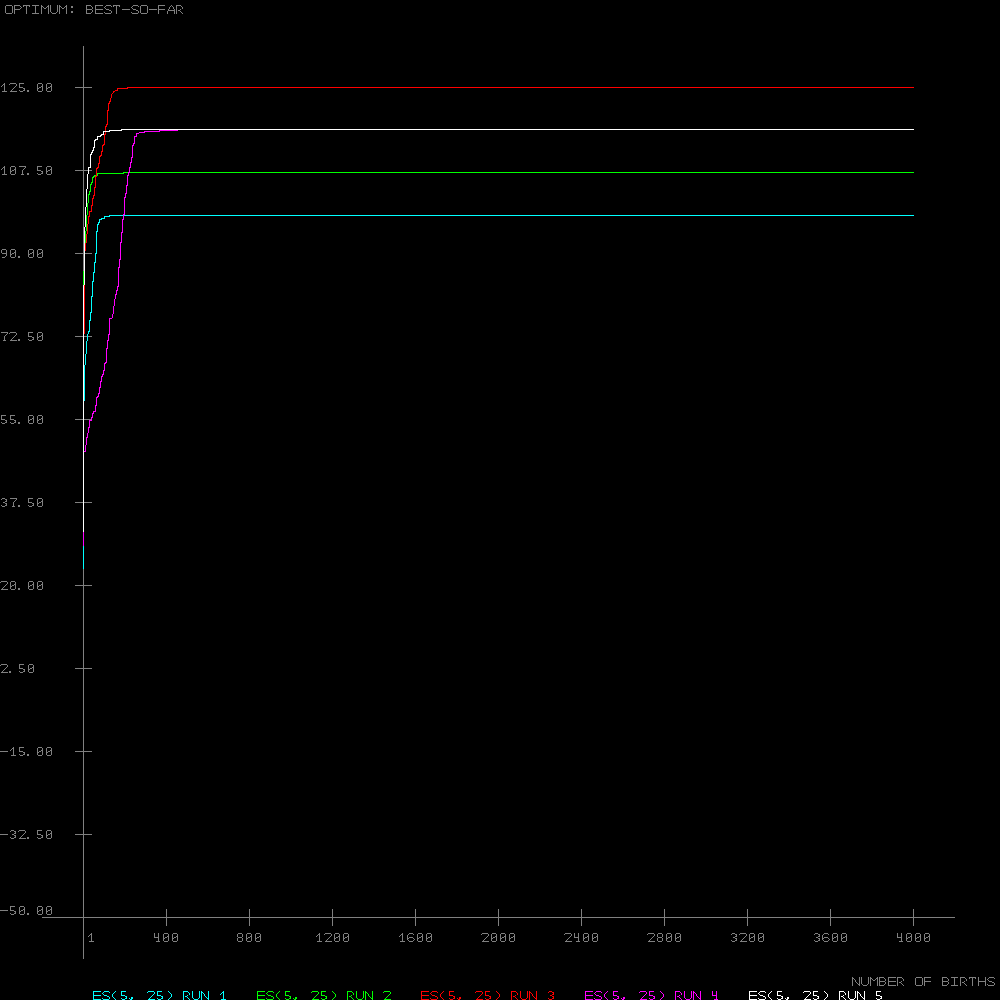 OPTIMUM: BEST-SO-FAR
125.00
107.50
90.00
72.50
55.00
37.50
20.00
2.50
-15.00
-32.50
-50.00
1 400 800 1200 1600 2000 2400 2800 3200 3600 4000
NUMBER OF BIRTHS
ES(5, 25) RUN 1 ES(5, 25) RUN 2 ES(5, 25) RUN 3 ES(5, 25) RUN 4 ES(5, 25) RUN 5